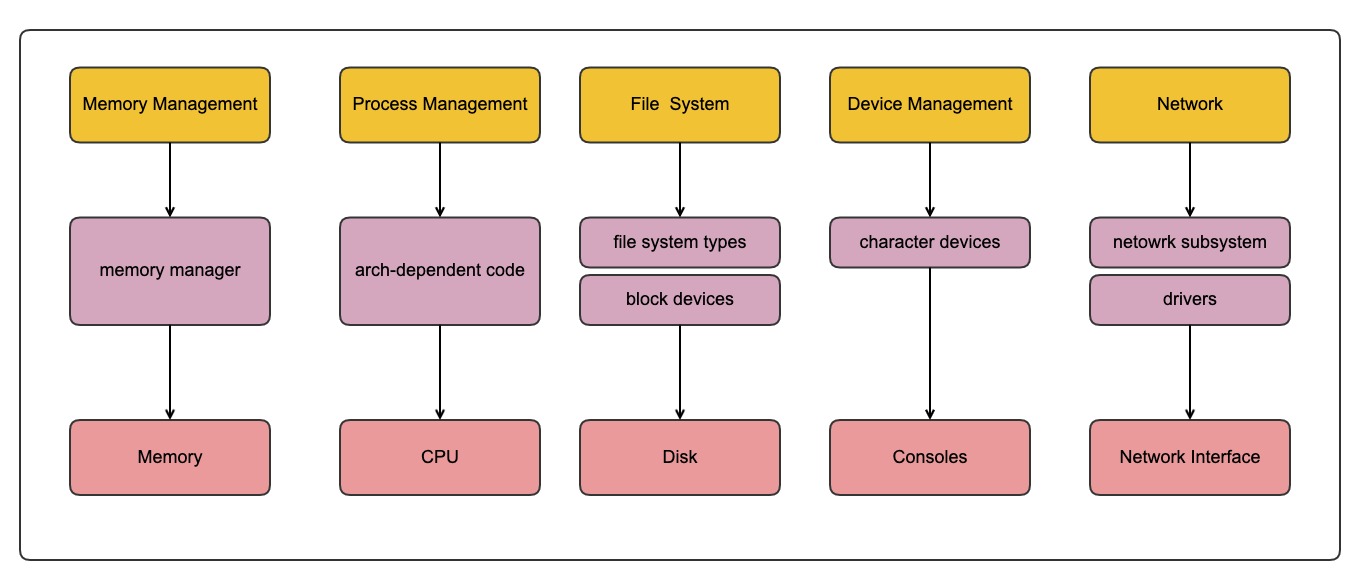 Memory Management
Process Management
File  System
Device Management
Network
memory manager
arch-dependent code
file system types
block devices
character devices
netowrk subsystem
drivers
Memory
CPU
Disk
Consoles
Network Interface